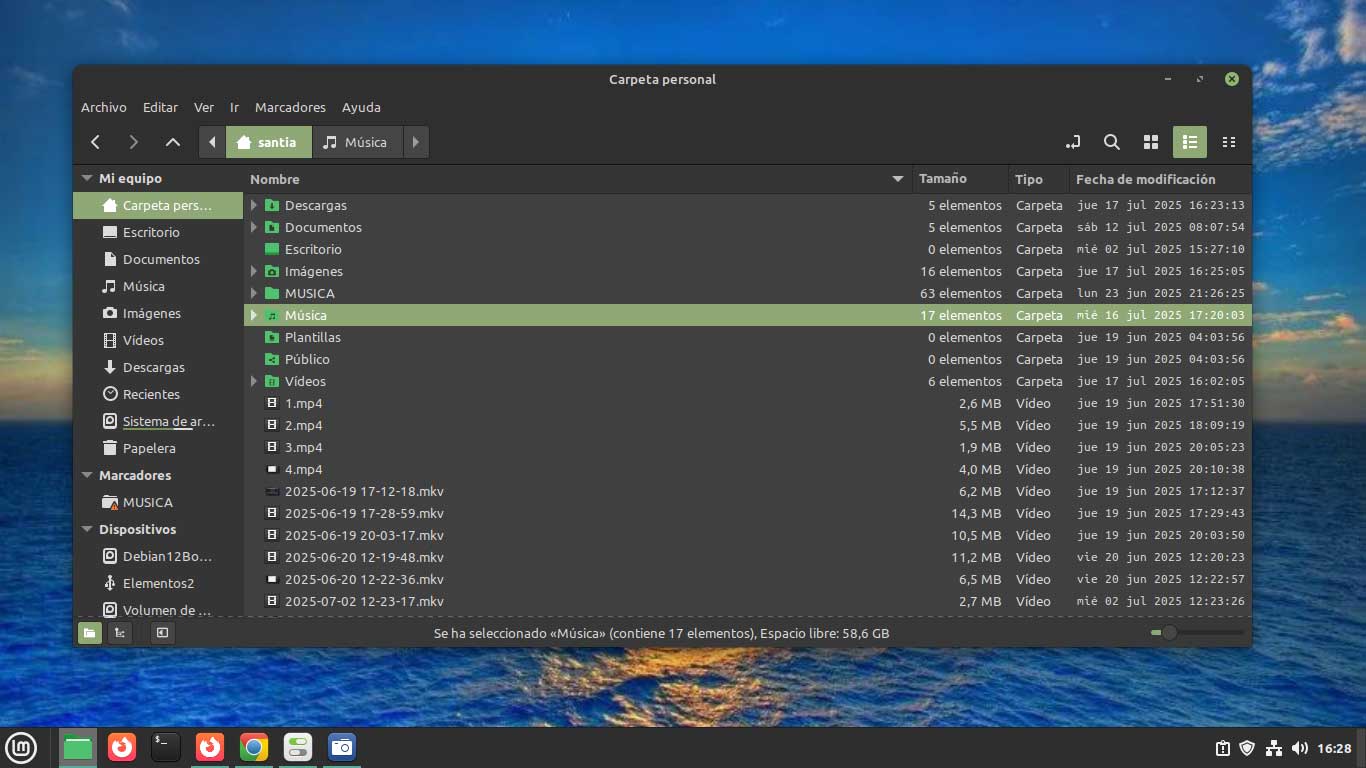 Carpeta personal
Archivo Editar Ver Ir Marcadores Ayuda
santia Música
Mi equipo
Carpeta pers...
Escritorio
Documentos
Música
Imágenes
Vídeos
Descargas
Recientes
Sistema de ar...
Papelera
Marcadores
MUSICA
Dispositivos
Debian12Bo...
Elementos2
Volumen de ...
Nombre Tamaño Tipo Fecha de modificación
Descargas 5 elementos Carpeta jue 17 jul 2025 16:23:13
Documentos 5 elementos Carpeta sáb 12 jul 2025 08:07:54
Escritorio 0 elementos Carpeta mié 02 jul 2025 15:27:10
Imágenes 16 elementos Carpeta jue 17 jul 2025 16:25:05
MUSICA 63 elementos Carpeta lun 23 jun 2025 21:26:25
Música 17 elementos Carpeta mié 16 jul 2025 17:20:03
Plantillas 0 elementos Carpeta jue 19 jun 2025 04:03:56
Público 0 elementos Carpeta jue 19 jun 2025 04:03:56
Vídeos 6 elementos Carpeta jue 17 jul 2025 16:02:05
1.mp4 2,6 MB Vídeo jue 19 jun 2025 17:51:30
2.mp4 5,5 MB Vídeo jue 19 jun 2025 18:09:19
3.mp4 1,9 MB Vídeo jue 19 jun 2025 20:05:23
4.mp4 4,0 MB Vídeo jue 19 jun 2025 20:10:38
2025-06-19 17-12-18.mkv 6,2 MB Vídeo jue 19 jun 2025 17:12:37
2025-06-19 17-28-59.mkv 14,3 MB Vídeo jue 19 jun 2025 17:29:43
2025-06-19 20-03-17.mkv 10,5 MB Vídeo jue 19 jun 2025 20:03:50
2025-06-20 12-19-48.mkv 11,2 MB Vídeo vie 20 jun 2025 12:20:23
2025-06-20 12-22-36.mkv 6,5 MB Vídeo vie 20 jun 2025 12:22:57
2025-07-02 12-23-17.mkv 2,7 MB Vídeo mié 02 jul 2025 12:23:26
Se ha seleccionado «Música» (contiene 17 elementos), Espacio libre: 58,6 GB
16:28